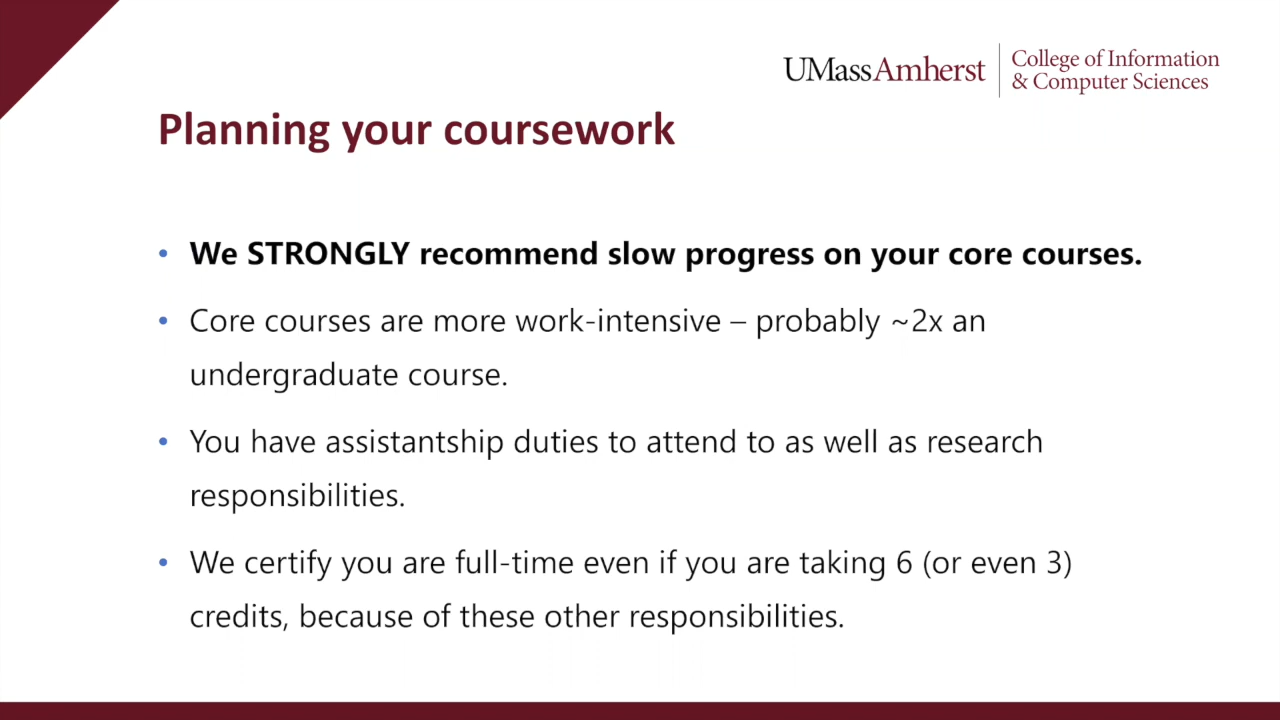 UMassAmherst
College of Information
& Computer Sciences
Planning your coursework
• We STRONGLY recommend slow progress on your core courses.
• Core courses are more work-intensive – probably ~2x an
undergraduate course.
• You have assistantship duties to attend to as well as research
responsibilities.
• We certify you are full-time even if you are taking 6 (or even 3)
credits, because of these other responsibilities.